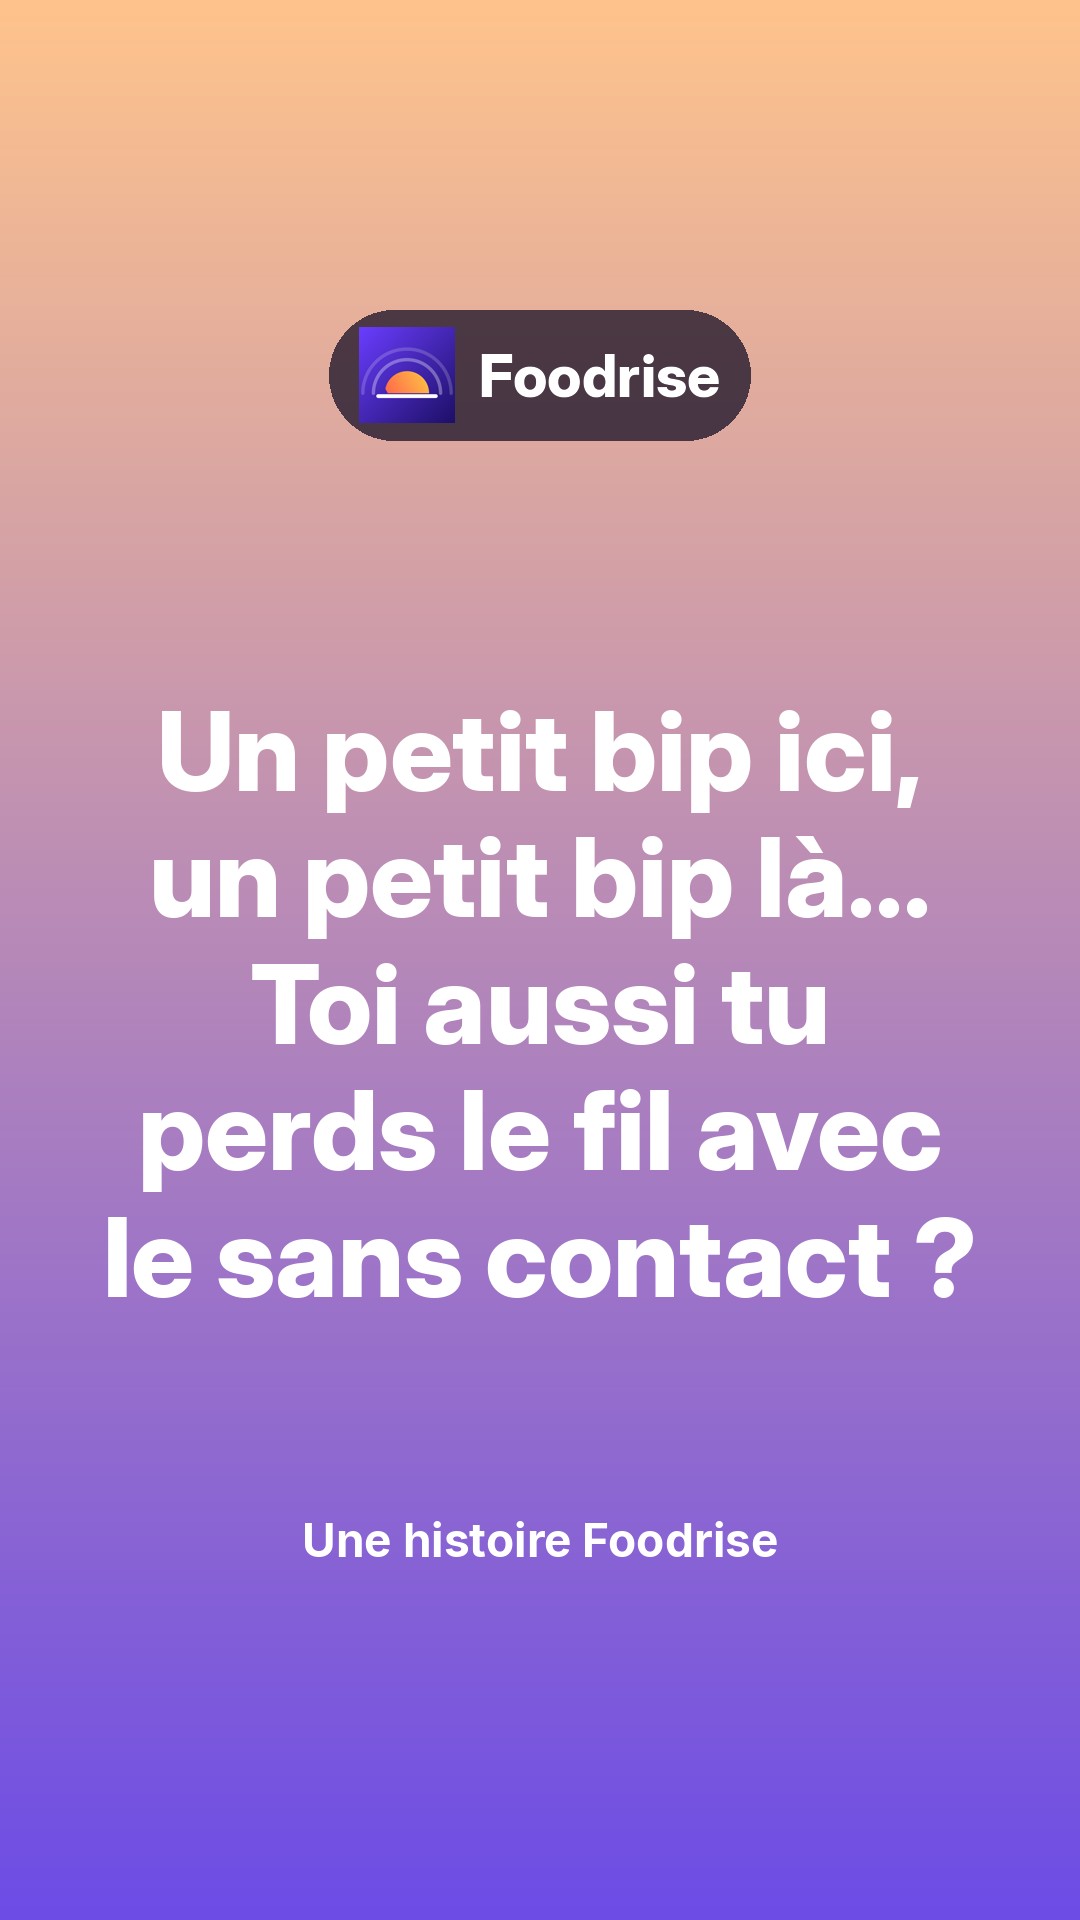 Foodrise
Un petit bip ici,
un petit bip là...
Toi aussi tu
perds le fil avec
le sans contact ?
Une histoire Foodrise